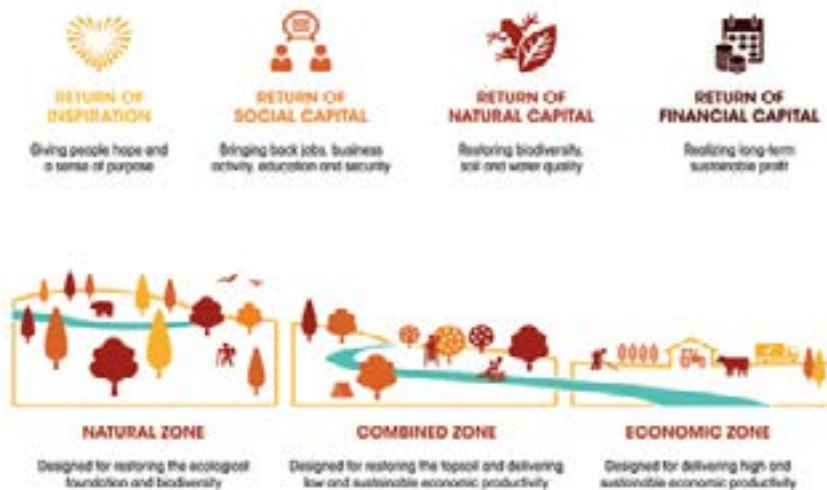 RETURN OF
INSPIRATION
Giving people hope and
a sense of purpose
RETURN OF
SOCIAL CAPITAL
Bringing back jobs, business
activity, education and security
RETURN OF
NATURAL CAPITAL
Restoring biodiversity,
soil and water quality
RETURN OF
FINANCIAL CAPITAL
Realizing long-term
sustainable profit
NATURAL ZONE
Designed for restoring the ecological
foundation and biodiversity
COMBINED ZONE
Designed for restoring the topsoil and delivering
low and sustainable economic productivity
ECONOMIC ZONE
Designed for delivering high and
sustainable economic productivity